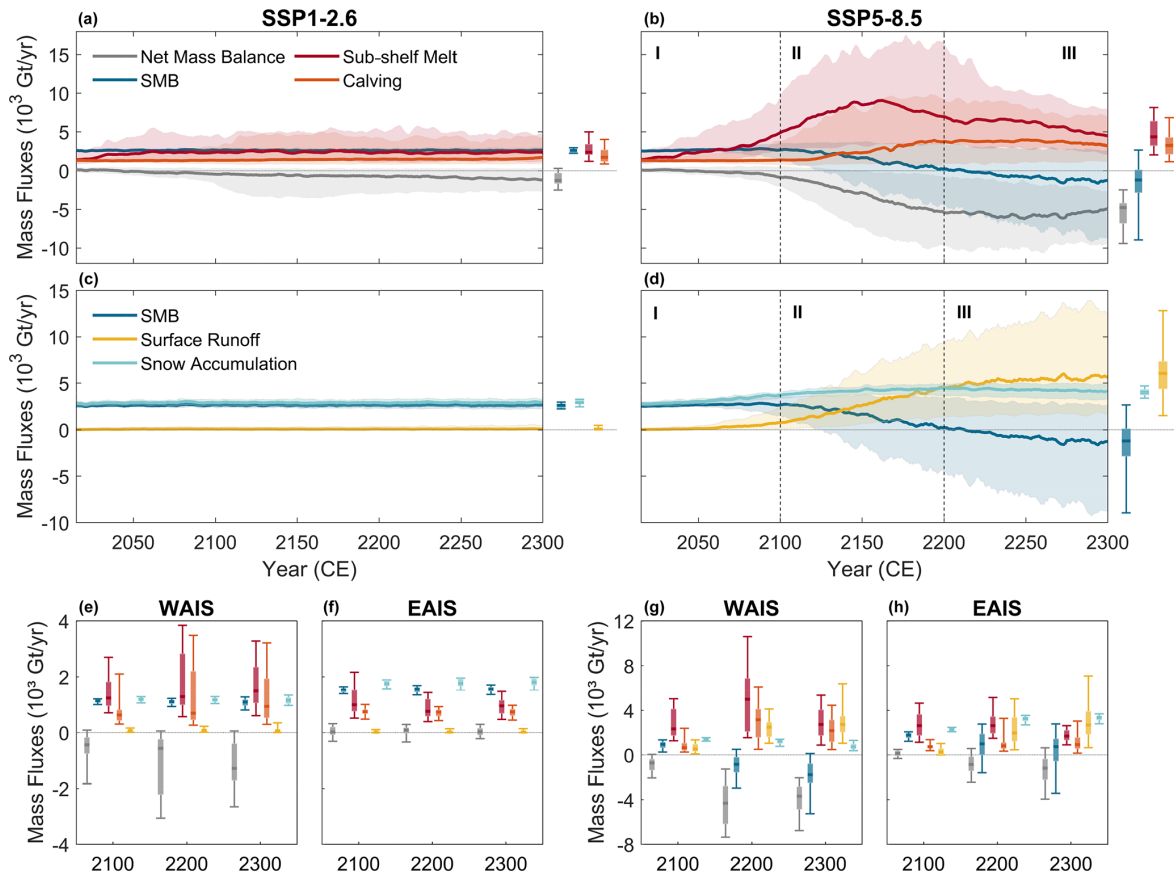 (a) SSP1-2.6
(b) SSP5-8.5
Mass Fluxes (10³ Gt/yr)
15
10
5
0
-5
-10
Net Mass Balance
Sub-shelf Melt
SMB
Calving
I
II
III
(c)
(d)
Mass Fluxes (10³ Gt/yr)
15
10
5
0
-5
-10
SMB
Surface Runoff
Snow Accumulation
I
II
III
2050 2100 2150 2200 2250 2300
Year (CE)
2050 2100 2150 2200 2250 2300
Year (CE)
(e) WAIS
(f) EAIS
(g) WAIS
(h) EAIS
Mass Fluxes (10³ Gt/yr)
4
2
0
-2
-4
2100 2200 2300
2100 2200 2300
Mass Fluxes (10³ Gt/yr)
12
8
4
0
-4
-8
2100 2200 2300
2100 2200 2300